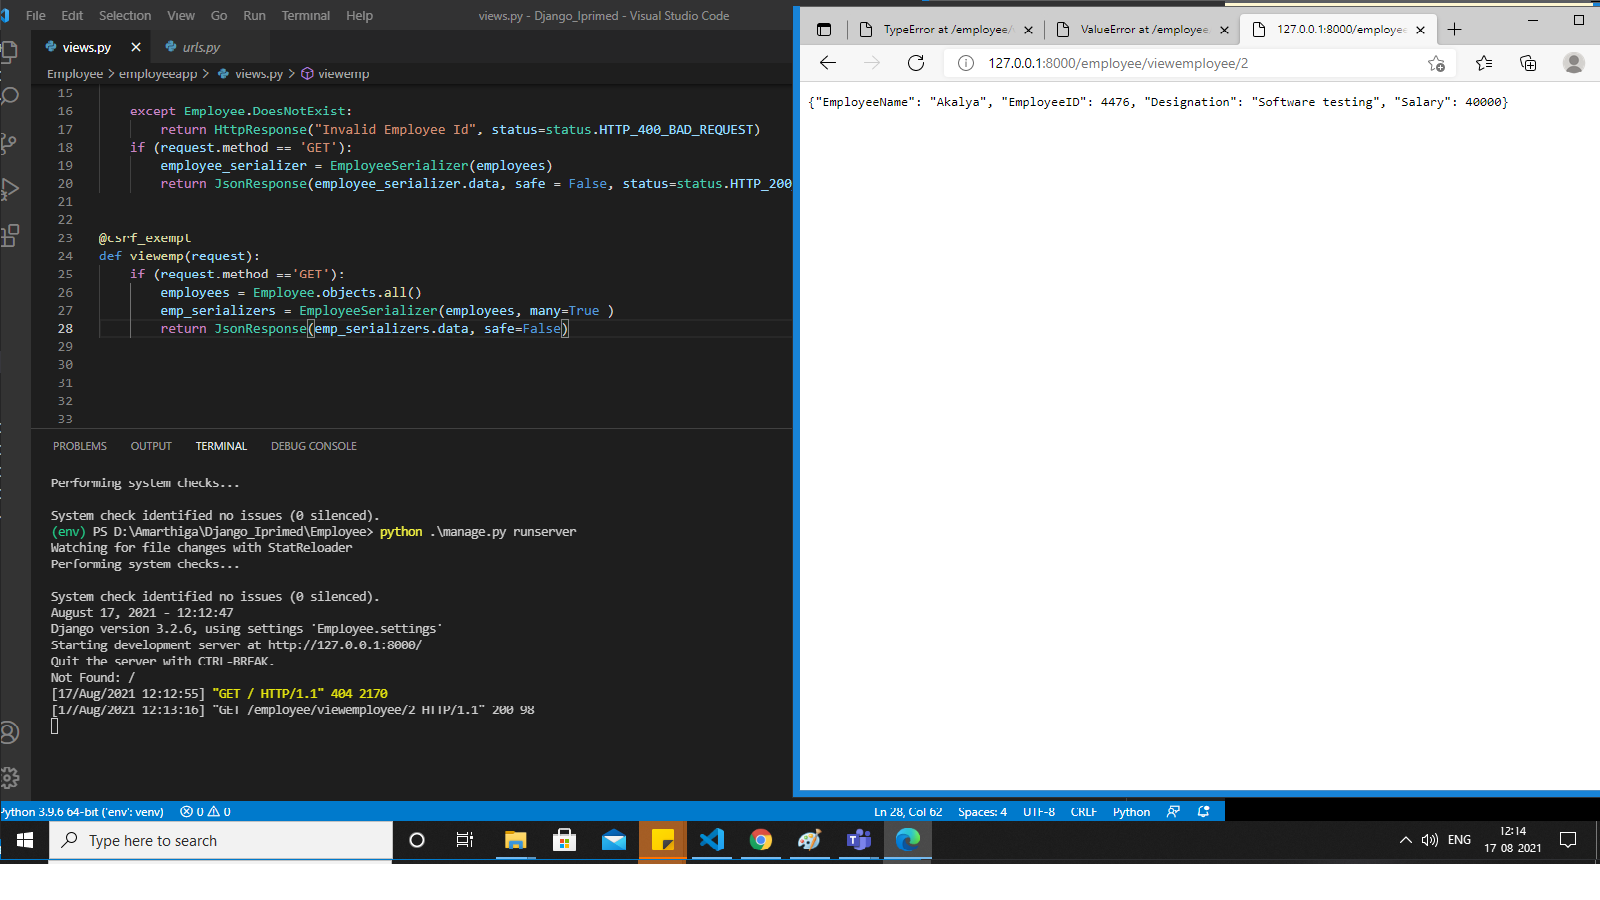 File Edit Selection View Go Run Terminal Help views.py - Django_Iprimed - Visual Studio Code
views.py urls.py
Employee > employeeapp > views.py > viewemp
15
16 except Employee.DoesNotExist:
17 return HttpResponse("Invalid Employee Id", status=status.HTTP_400_BAD_REQUEST)
18 if (request.method == 'GET'):
19 employee_serializer = EmployeeSerializer(employees)
20 return JsonResponse(employee_serializer.data, safe = False, status=status.HTTP_200
21
22
23 @csrf_exempt
24 def viewemp(request):
25 if (request.method =='GET'):
26 employees = Employee.objects.all()
27 emp_serializers = EmployeeSerializer(employees, many=True )
28 return JsonResponse(emp_serializers.data, safe=False)
29
30
31
32
33
PROBLEMS OUTPUT TERMINAL DEBUG CONSOLE
Performing system checks...
System check identified no issues (0 silenced).
(env) PS D:\Amarthiga\Django_Iprimed\Employee> python .\manage.py runserver
Watching for file changes with StatReloader
Performing system checks...
System check identified no issues (0 silenced).
August 17, 2021 - 12:12:47
Django version 3.2.6, using settings 'Employee.settings'
Starting development server at http://127.0.0.1:8000/
Quit the server with CTRL-BREAK.
Not Found: /
[17/Aug/2021 12:12:55] "GET / HTTP/1.1" 404 2170
[17/Aug/2021 12:13:16] "GET /employee/viewemployee/2 HTTP/1.1" 200 98
TypeError at /employee/ ValueError at /employee 127.0.0.1:8000/employee
127.0.0.1:8000/employee/viewemployee/2
{"EmployeeName": "Akalya", "EmployeeID": 4476, "Designation": "Software testing", "Salary": 40000}
Python 3.9.6 64-bit ('env': venv) 0 0 Ln 28, Col 62 Spaces: 4 UTF-8 CRLF Python
Type here to search
ENG
12:14
17-08-2021